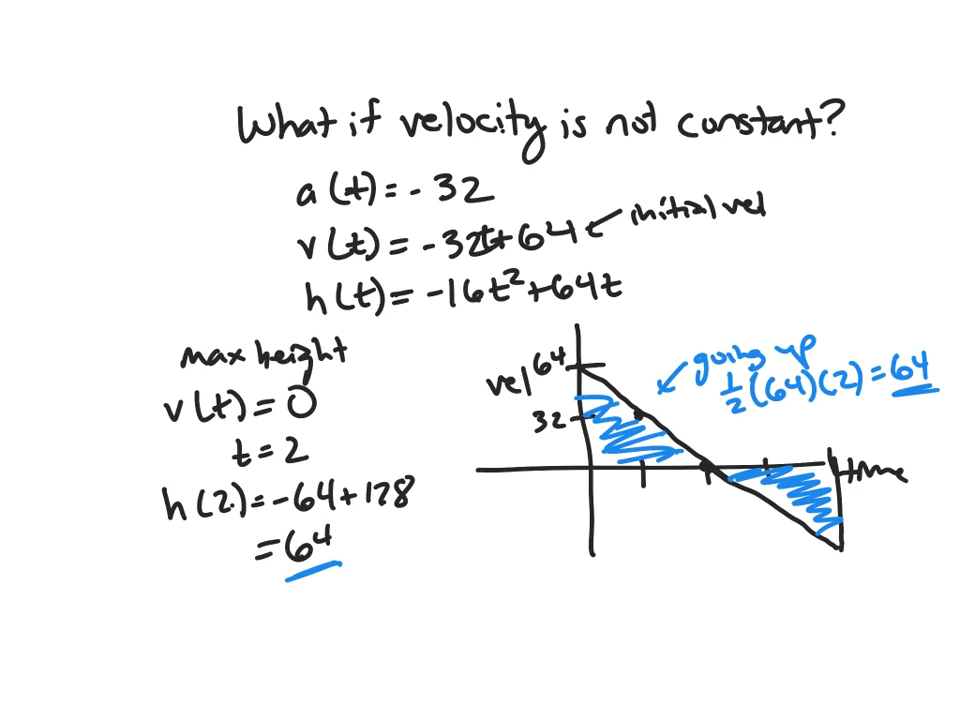 What if velocity is not constant?
a(t) = -32
v(t) = -32t+64 ← initial vel
h(t) = -16t²+64t
max height
v(t) = 0
t = 2
h(2) = -64+128
= 64
vel
64
32
going up
½(64)(2) = 64
4
time